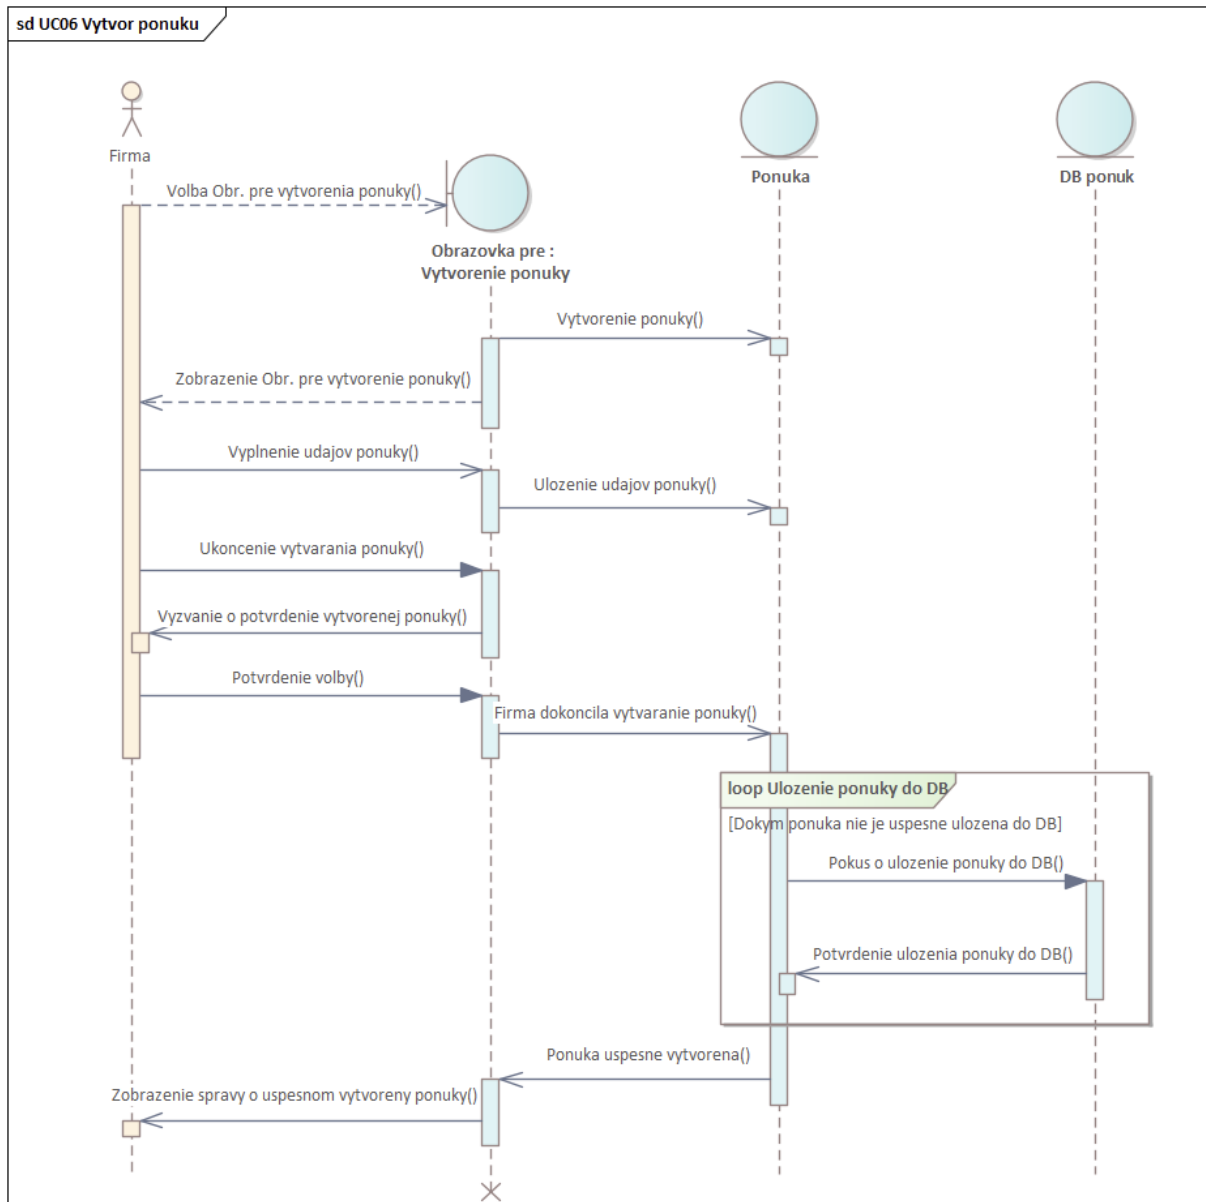 sd UC06 Vytvor ponuku
Firma
Ponuka
DB ponuk
Volba Obr. pre vytvorenia ponuky()
Obrazovka pre :
Vytvorenie ponuky
Vytvorenie ponuky()
Zobrazenie Obr. pre vytvorenie ponuky()
Vyplnenie udajov ponuky()
Ulozenie udajov ponuky()
Ukoncenie vytvarania ponuky()
Vyzvanie o potvrdenie vytvorenej ponuky()
Potvrdenie volby()
Firma dokoncila vytvaranie ponuky()
loop Ulozenie ponuky do DB
[Dokym ponuka nie je uspesne ulozena do DB]
Pokus o ulozenie ponuky do DB()
Potvrdenie ulozenia ponuky do DB()
Ponuka uspesne vytvorena()
Zobrazenie spravy o uspesnom vytvoreny ponuky()